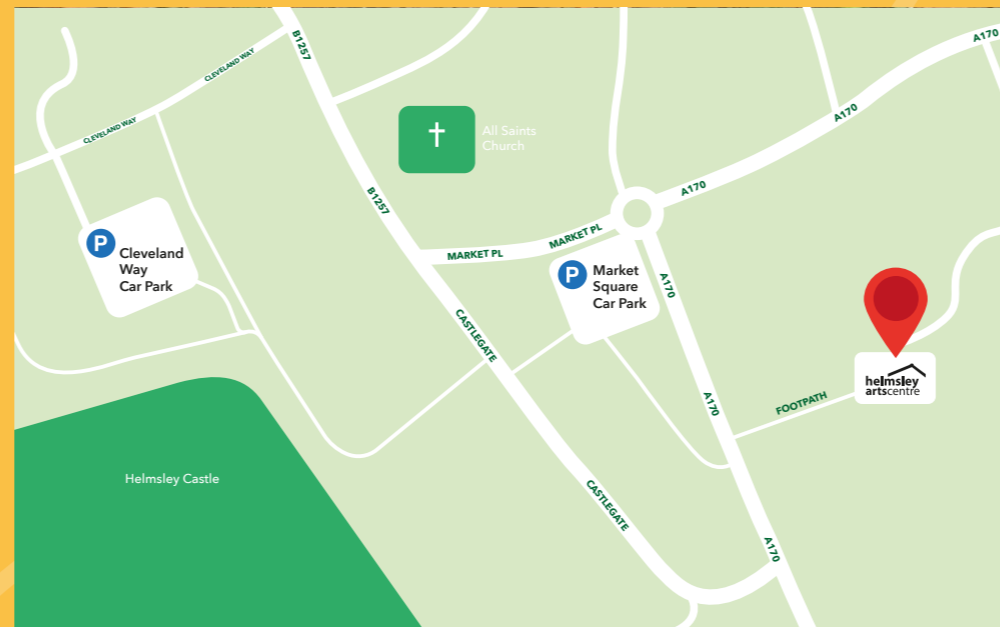 B1257
A170
CLEVELAND WAY
A170
CLEVELAND WAY
All Saints
Church
B1257
A170
MARKET PL
MARKET PL
P
Cleveland
Way
Car Park
P
Market
Square
Car Park
A170
CASTLEGATE
helmsley
artscentre
A170
FOOTPATH
Helmsley Castle
CASTLEGATE
A170